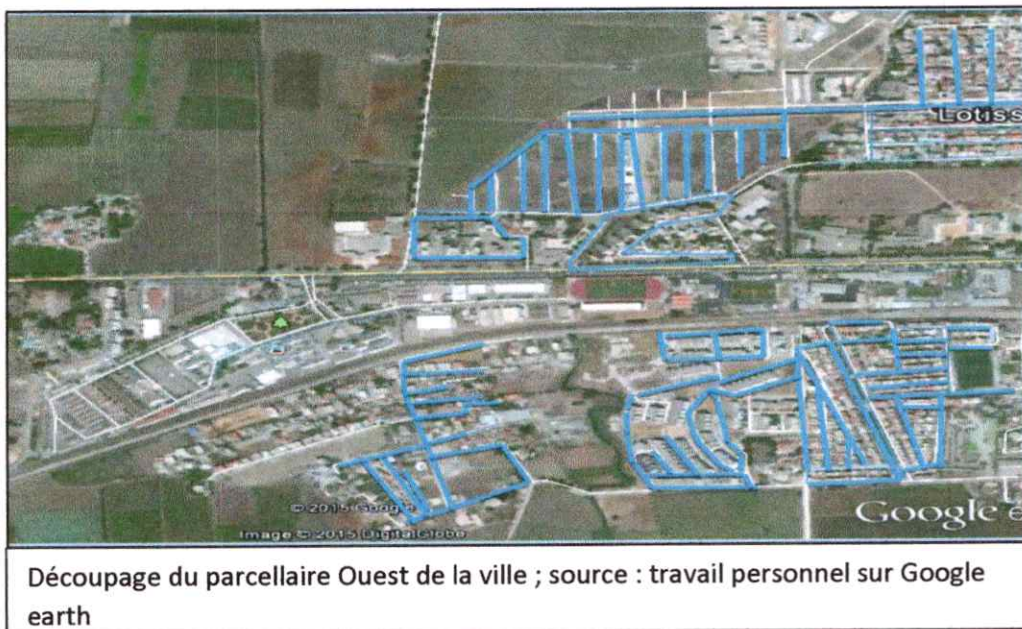 Lotiss
© 2015 Google
Image © 2015 DigitalGlobe
Google e
Découpage du parcellaire Ouest de la ville ; source : travail personnel sur Google
earth